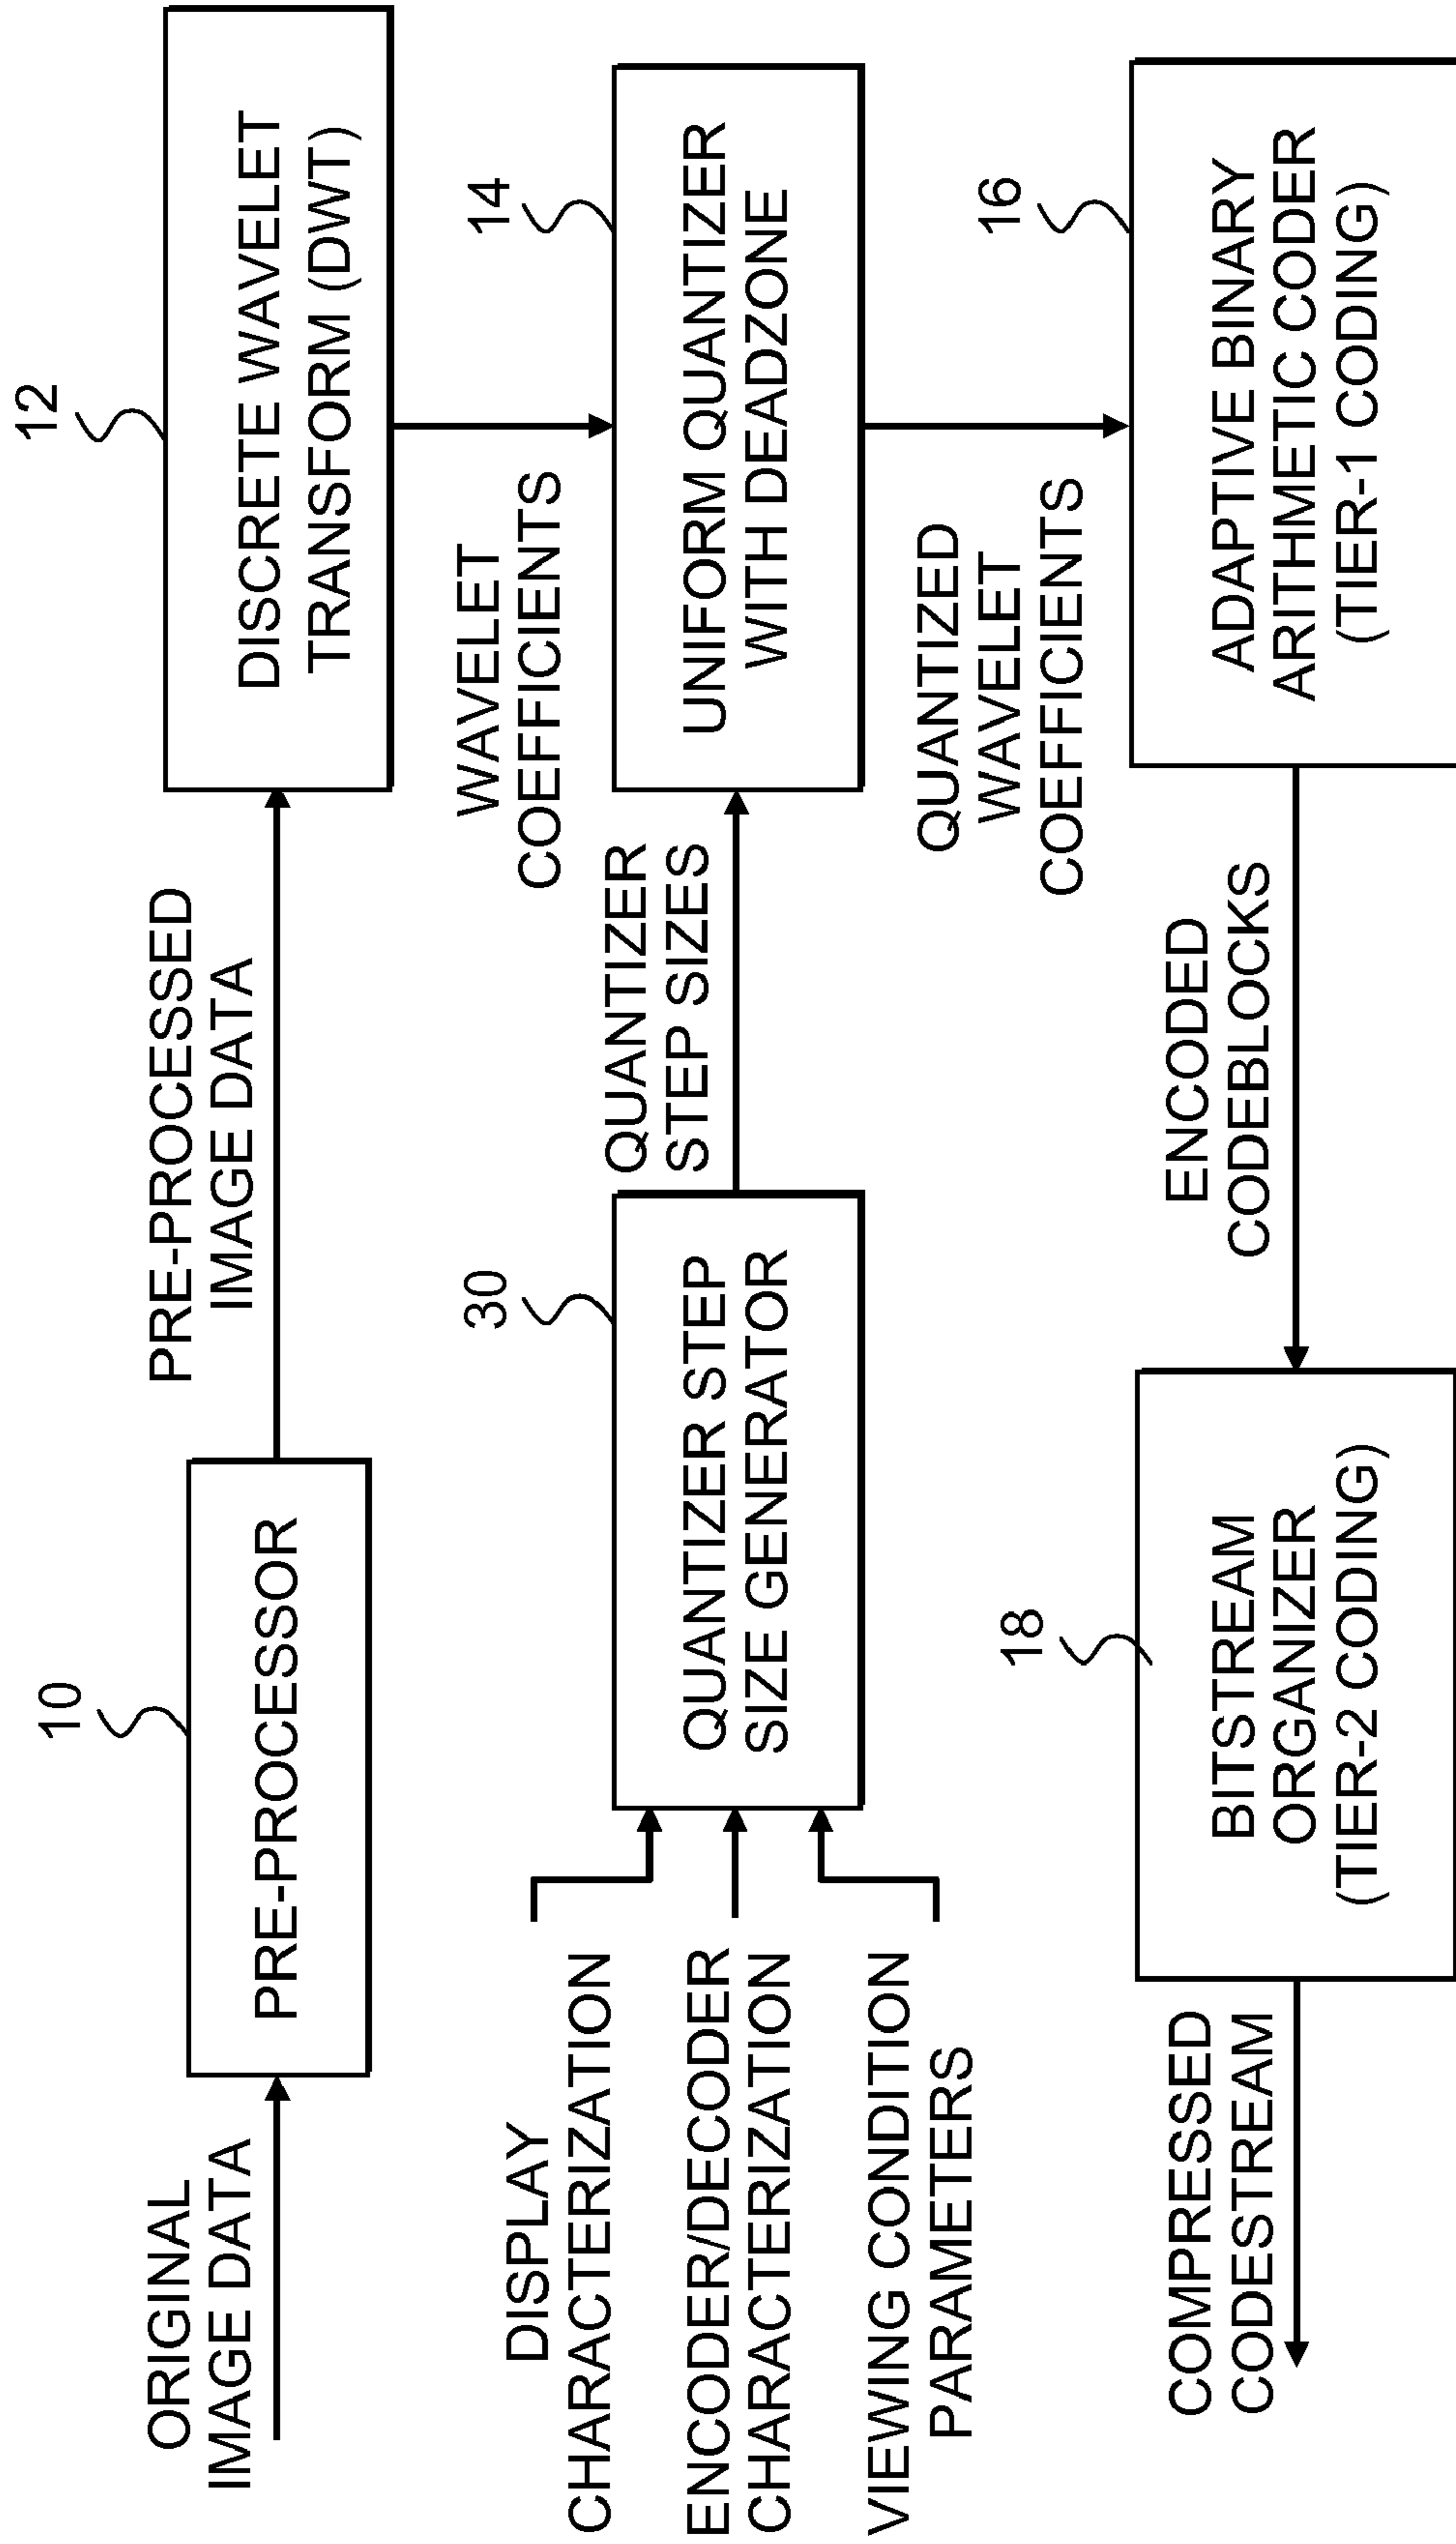 ORIGINAL
IMAGE DATA
10
PRE-PROCESSOR
PRE-PROCESSED
IMAGE DATA
12
DISCRETE WAVELET
TRANSFORM (DWT)
WAVELET
COEFFICIENTS
DISPLAY
CHARACTERIZATION
ENCODER/DECODER
CHARACTERIZATION
VIEWING CONDITION
PARAMETERS
30
QUANTIZER STEP
SIZE GENERATOR
QUANTIZER
STEP SIZES
14
UNIFORM QUANTIZER
WITH DEADZONE
QUANTIZED
WAVELET
COEFFICIENTS
16
ADAPTIVE BINARY
ARITHMETIC CODER
(TIER-1 CODING)
ENCODED
CODEBLOCKS
18
BITSTREAM
ORGANIZER
(TIER-2 CODING)
COMPRESSED
CODESTREAM